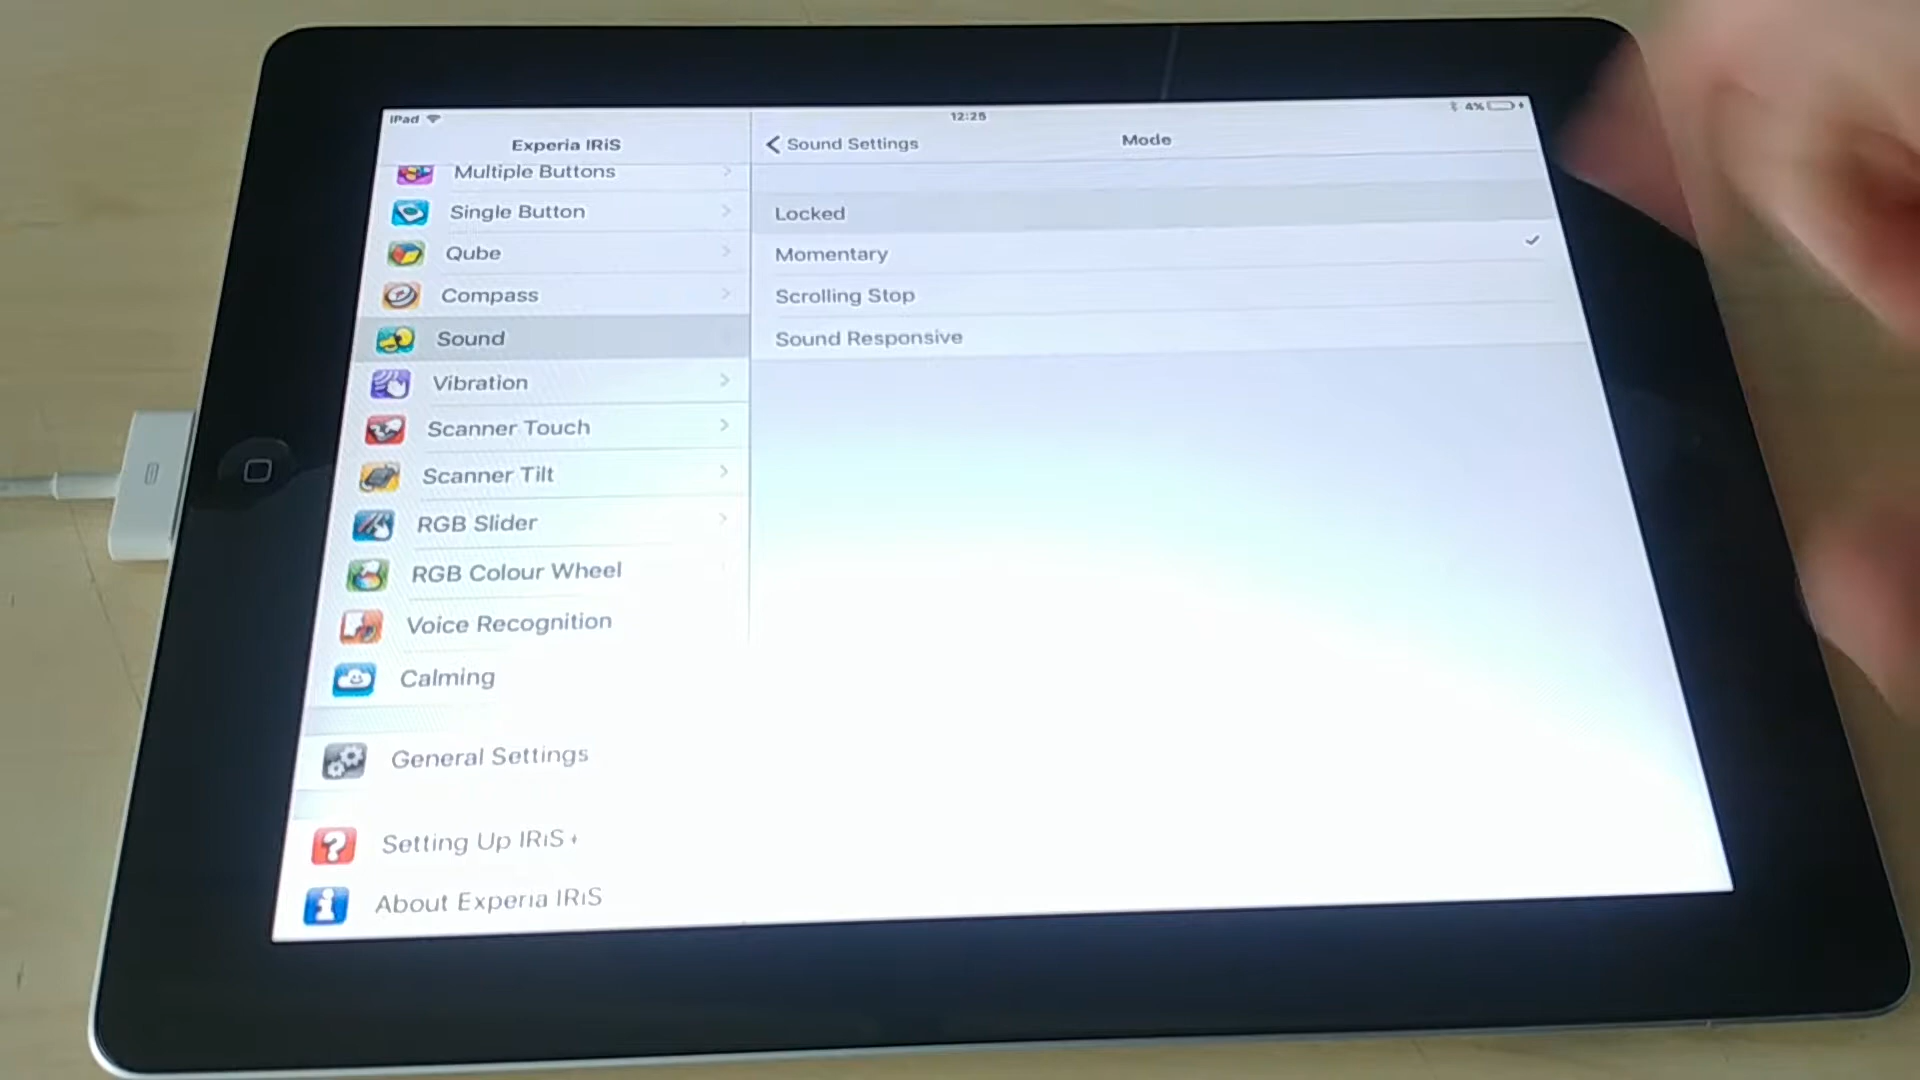 iPad
12:25
4%
Experia IRiS
Multiple Buttons
Single Button
Qube
Compass
Sound
Vibration
Scanner Touch
Scanner Tilt
RGB Slider
RGB Colour Wheel
Voice Recognition
Calming
General Settings
Setting Up IRiS+
About Experia IRiS
Sound Settings
Mode
Locked
Momentary
Scrolling Stop
Sound Responsive